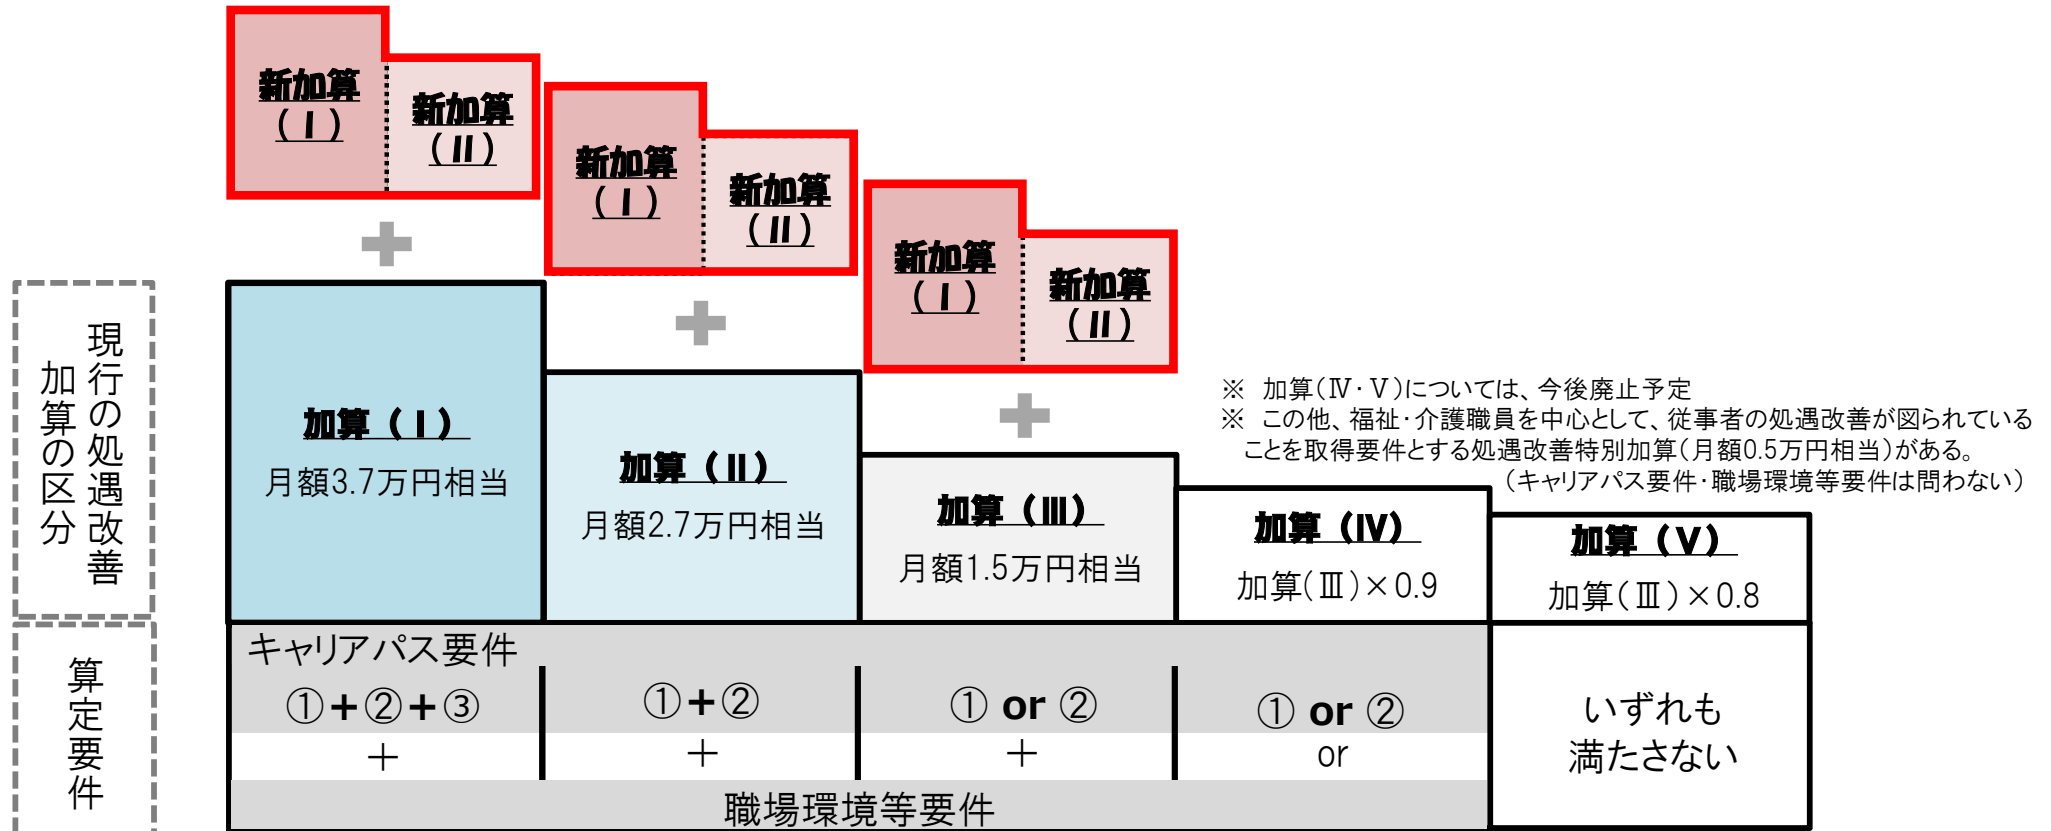 新加算
(Ⅰ)
新加算
(Ⅱ)
新加算
(Ⅰ)
新加算
(Ⅱ)
新加算
(Ⅰ)
新加算
(Ⅱ)
+
+
+
現行の処遇改善
加算の区分
加算(Ⅰ)
月額3.7万円相当
加算(Ⅱ)
月額2.7万円相当
加算(Ⅲ)
月額1.5万円相当
加算(Ⅳ)
加算(Ⅲ)×0.9
加算(Ⅴ)
加算(Ⅲ)×0.8
※ 加算(Ⅳ・Ⅴ)については、今後廃止予定
※ この他、福祉・介護職員を中心として、従事者の処遇改善が図られている
ことを取得要件とする処遇改善特別加算(月額0.5万円相当)がある。
(キャリアパス要件・職場環境等要件は問わない)
算定要件
キャリアパス要件
①+②+③
①+②
① or ②
① or ②
+
+
+
or
職場環境等要件
いずれも
満たさない